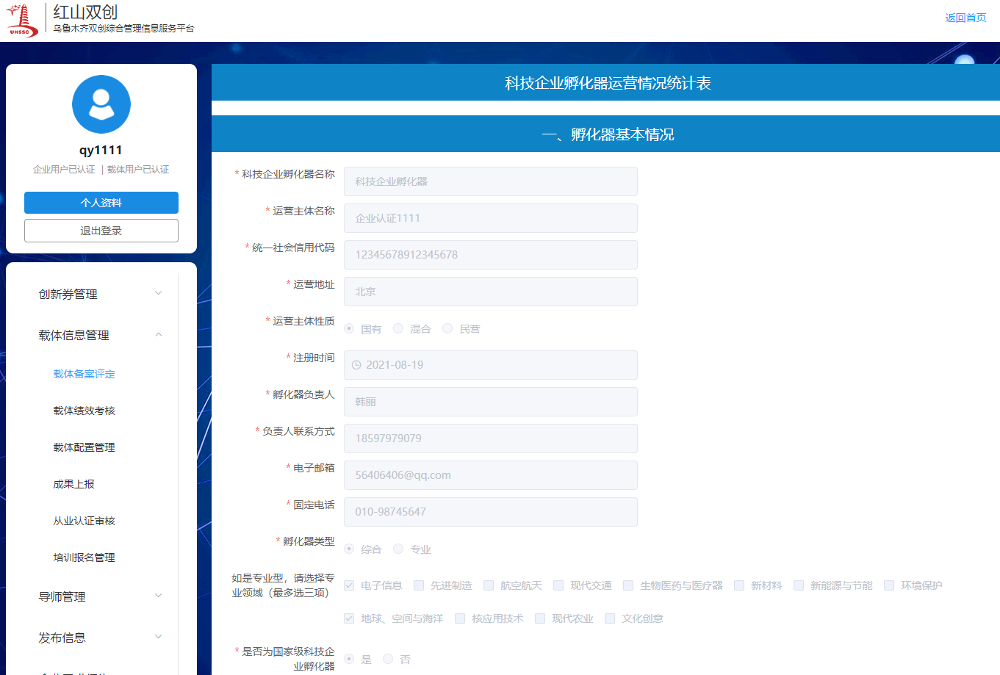 UHSSC
红山双创
乌鲁木齐双创综合管理信息服务平台
返回首页
qy1111
企业用户已认证 | 载体用户已认证
个人资料
退出登录
创新券管理
载体信息管理
载体备案评定
载体绩效考核
载体配置管理
成果上报
从业认证审核
培训报名管理
导师管理
发布信息
科技企业孵化器运营情况统计表
一、孵化器基本情况
* 科技企业孵化器名称 科技企业孵化器
* 运营主体名称 企业认证1111
* 统一社会信用代码 12345678912345678
* 运营地址 北京
* 运营主体性质 国有 混合 民营
* 注册时间 2021-08-19
* 孵化器负责人 韩丽
* 负责人联系方式 18597979079
* 电子邮箱 56406406@qq.com
* 固定电话 010-98745647
* 孵化器类型 综合 专业
如是专业型，请选择专
业领域（最多选三项）
电子信息 先进制造 航空航天 现代交通 生物医药与医疗器 新材料 新能源与节能 环境保护
地球、空间与海洋 核应用技术 现代农业 文化创意
* 是否为国家级科技企
业孵化器
是 否